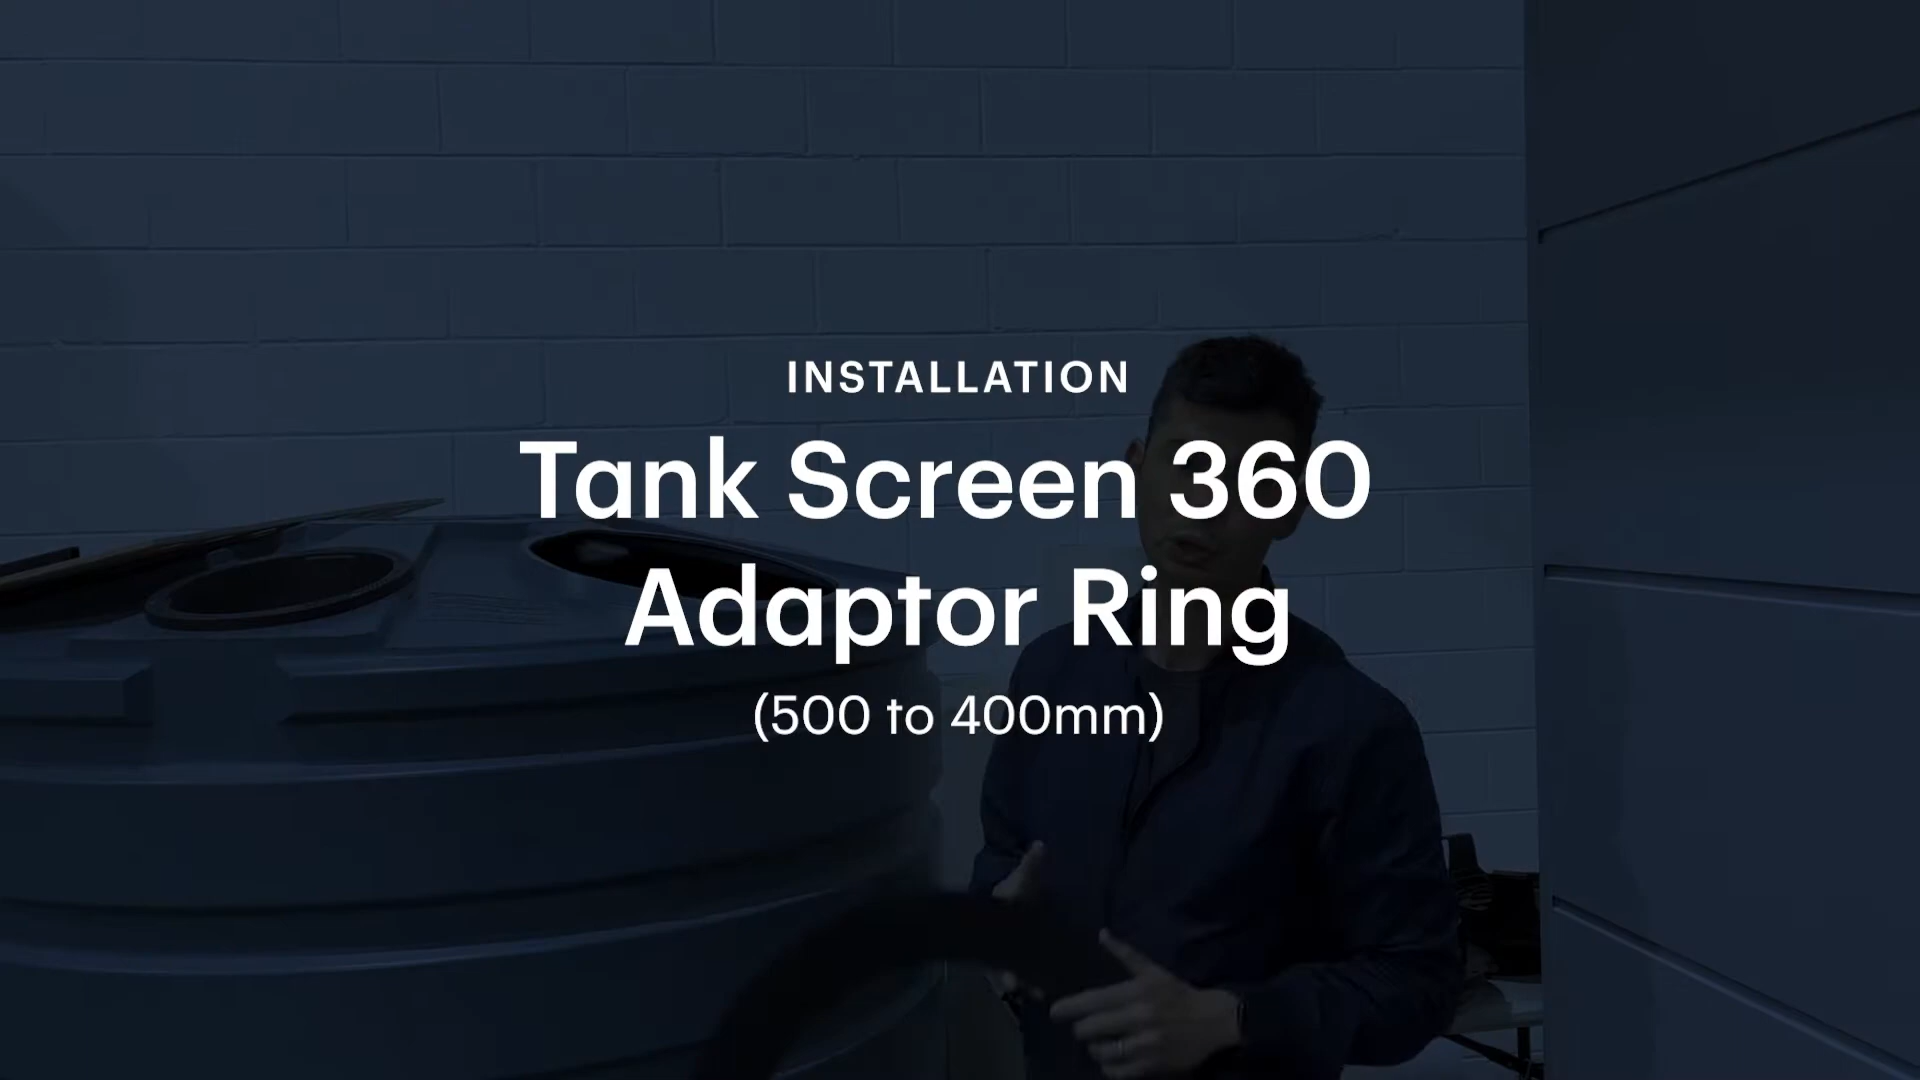 INSTALLATION
Tank Screen 360
Adaptor Ring
(500 to 400mm)